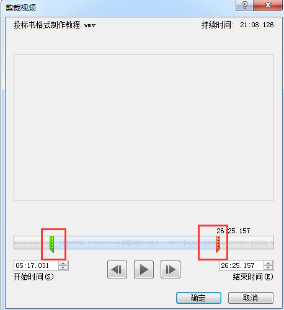 剪裁视频
投标书格式制作教程.wmv 持续时间: 21:08.126
26:25.157
05:17.031 26:25.157
开始时间(S) 结束时间(E)
确定 取消